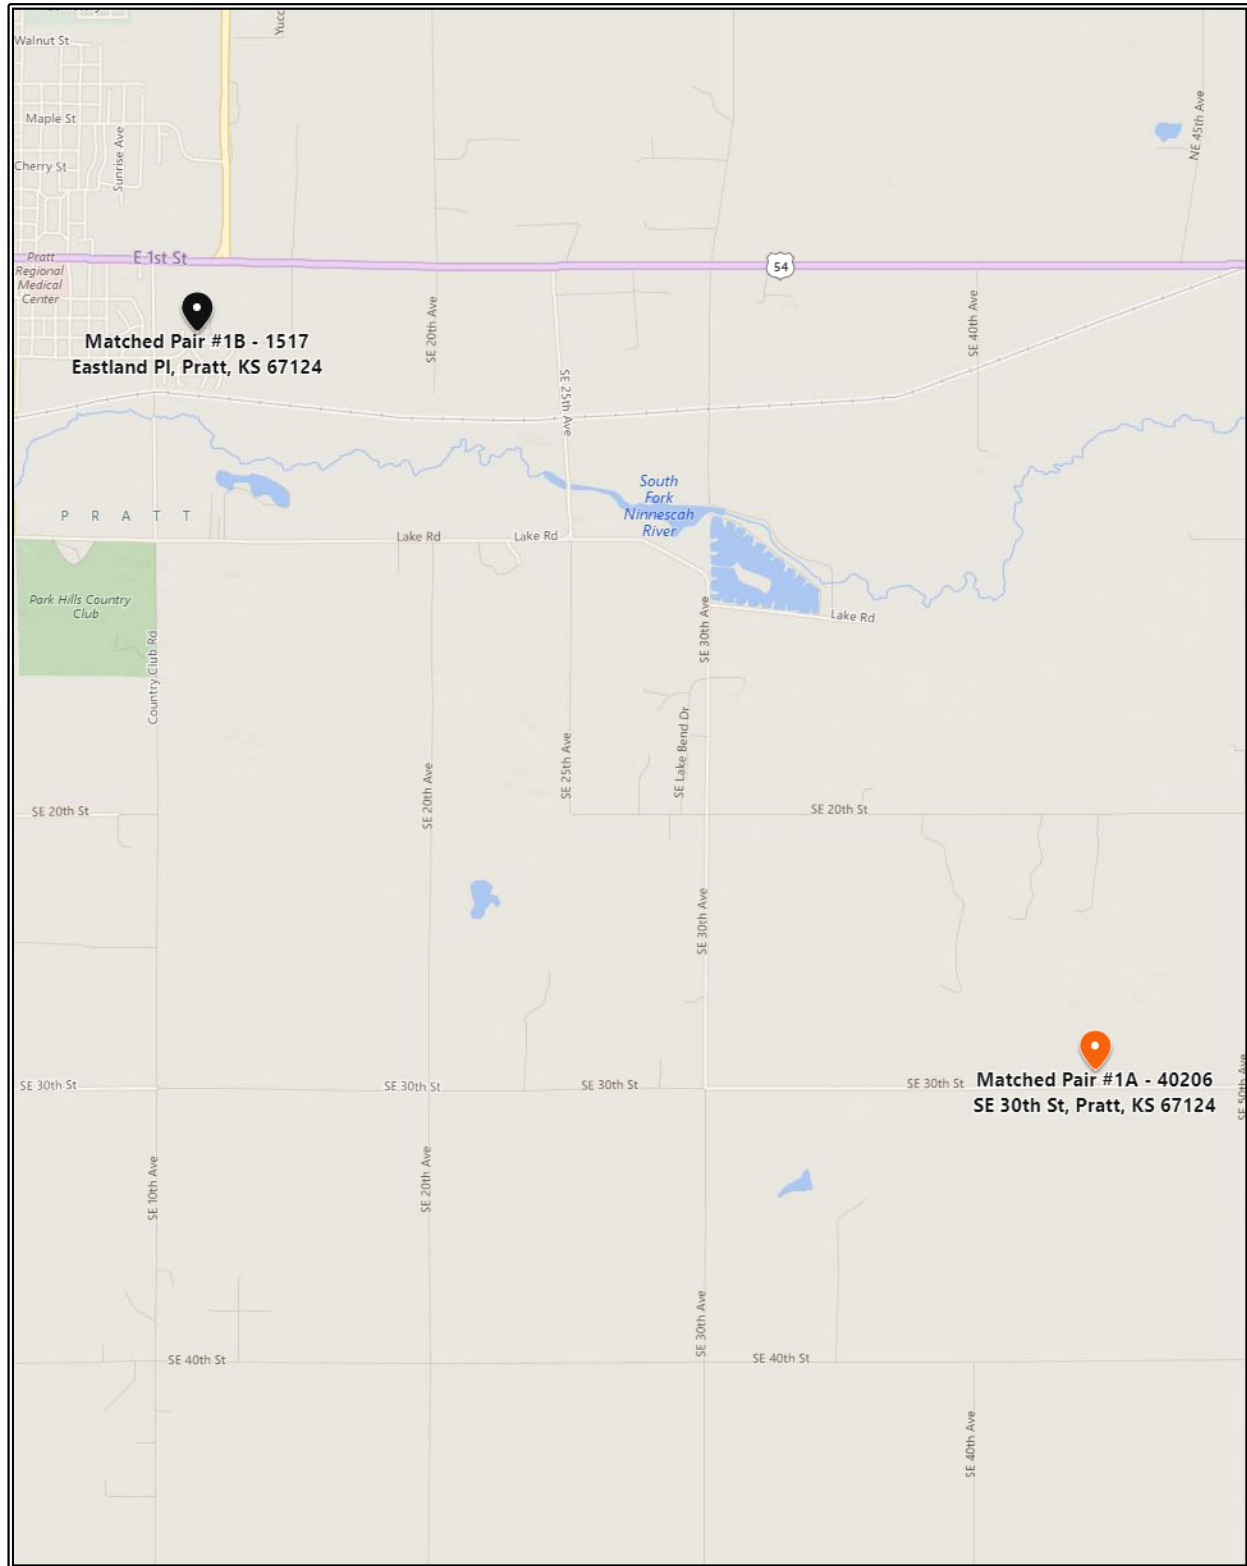 Walnut St
Yucc
Maple St
Sunrise Ave
Cherry St
NE 45th Ave
E 1st St
Pratt
Regional
Medical
Center
54
Matched Pair #1B - 1517
Eastland Pl, Pratt, KS 67124
SE 20th Ave
SE 40th Ave
SE 25th Ave
South
Fork
Ninnescah
River
PRATT
Lake Rd
Lake Rd
Park Hills Country
Club
SE 30th Ave
Lake Rd
Country Club Rd
SE 25th Ave
SE Lake Bend Dr
SE 20th Ave
SE 20th St
SE 20th St
SE 30th Ave
SE 30th St
SE 30th St
SE 30th St
SE 30th St
Matched Pair #1A - 40206
SE 30th St, Pratt, KS 67124
SE 50th Ave
SE 10th Ave
SE 20th Ave
SE 30th Ave
SE 40th St
SE 40th St
SE 40th Ave